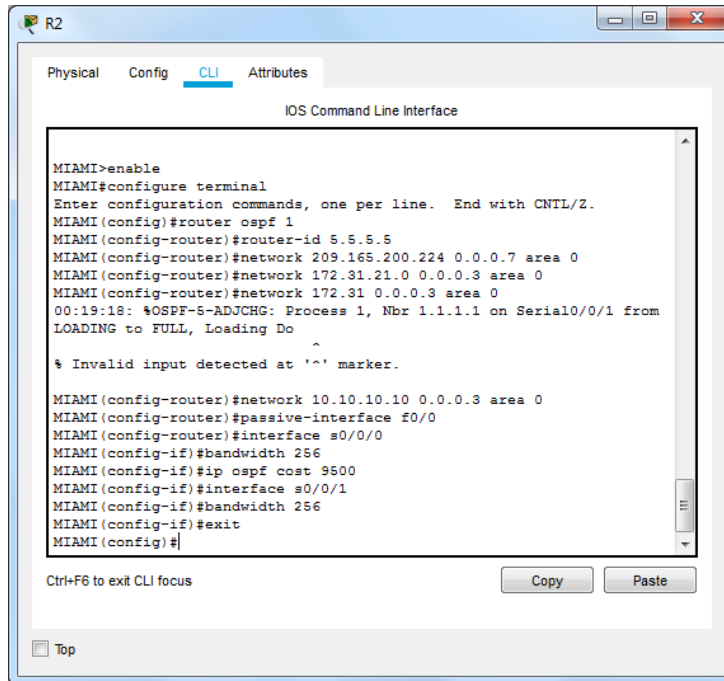 R2
Physical Config CLI Attributes
IOS Command Line Interface
MIAMI>enable
MIAMI#configure terminal
Enter configuration commands, one per line.  End with CNTL/Z.
MIAMI(config)#router ospf 1
MIAMI(config-router)#router-id 5.5.5.5
MIAMI(config-router)#network 209.165.200.224 0.0.0.7 area 0
MIAMI(config-router)#network 172.31.21.0 0.0.0.3 area 0
MIAMI(config-router)#network 172.31 0.0.0.3 area 0
00:19:18: %OSPF-5-ADJCHG: Process 1, Nbr 1.1.1.1 on Serial0/0/1 from
LOADING to FULL, Loading Do
^
% Invalid input detected at '^' marker.
MIAMI(config-router)#network 10.10.10.10 0.0.0.3 area 0
MIAMI(config-router)#passive-interface f0/0
MIAMI(config-router)#interface s0/0/0
MIAMI(config-if)#bandwidth 256
MIAMI(config-if)#ip ospf cost 9500
MIAMI(config-if)#interface s0/0/1
MIAMI(config-if)#bandwidth 256
MIAMI(config-if)#exit
MIAMI(config)#
Ctrl+F6 to exit CLI focus
Copy Paste
Top